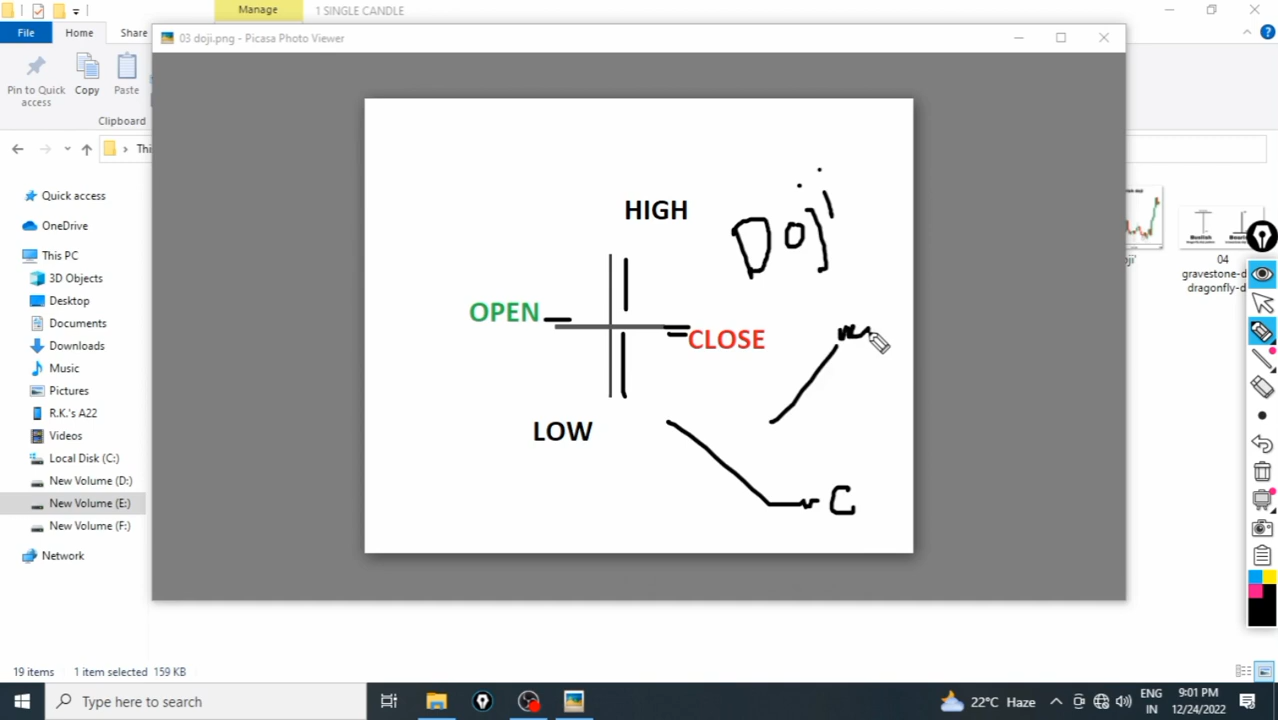 Manage
1 SINGLE CANDLE
File
Home
Share
03 doji.png - Picasa Photo Viewer
Pin to Quick access
Copy
Paste
Clipboard
Thi
Quick access
OneDrive
This PC
3D Objects
Desktop
Documents
Downloads
Music
Pictures
R.K.'s A22
Videos
Local Disk (C:)
New Volume (D:)
New Volume (E:)
New Volume (F:)
Network
HIGH
Doji
OPEN
CLOSE
LOW
C
04
gravestone-d
dragonfly-d
19 items
1 item selected
159 KB
Type here to search
22°C Haze
ENG
IN
9:01 PM
12/24/2022